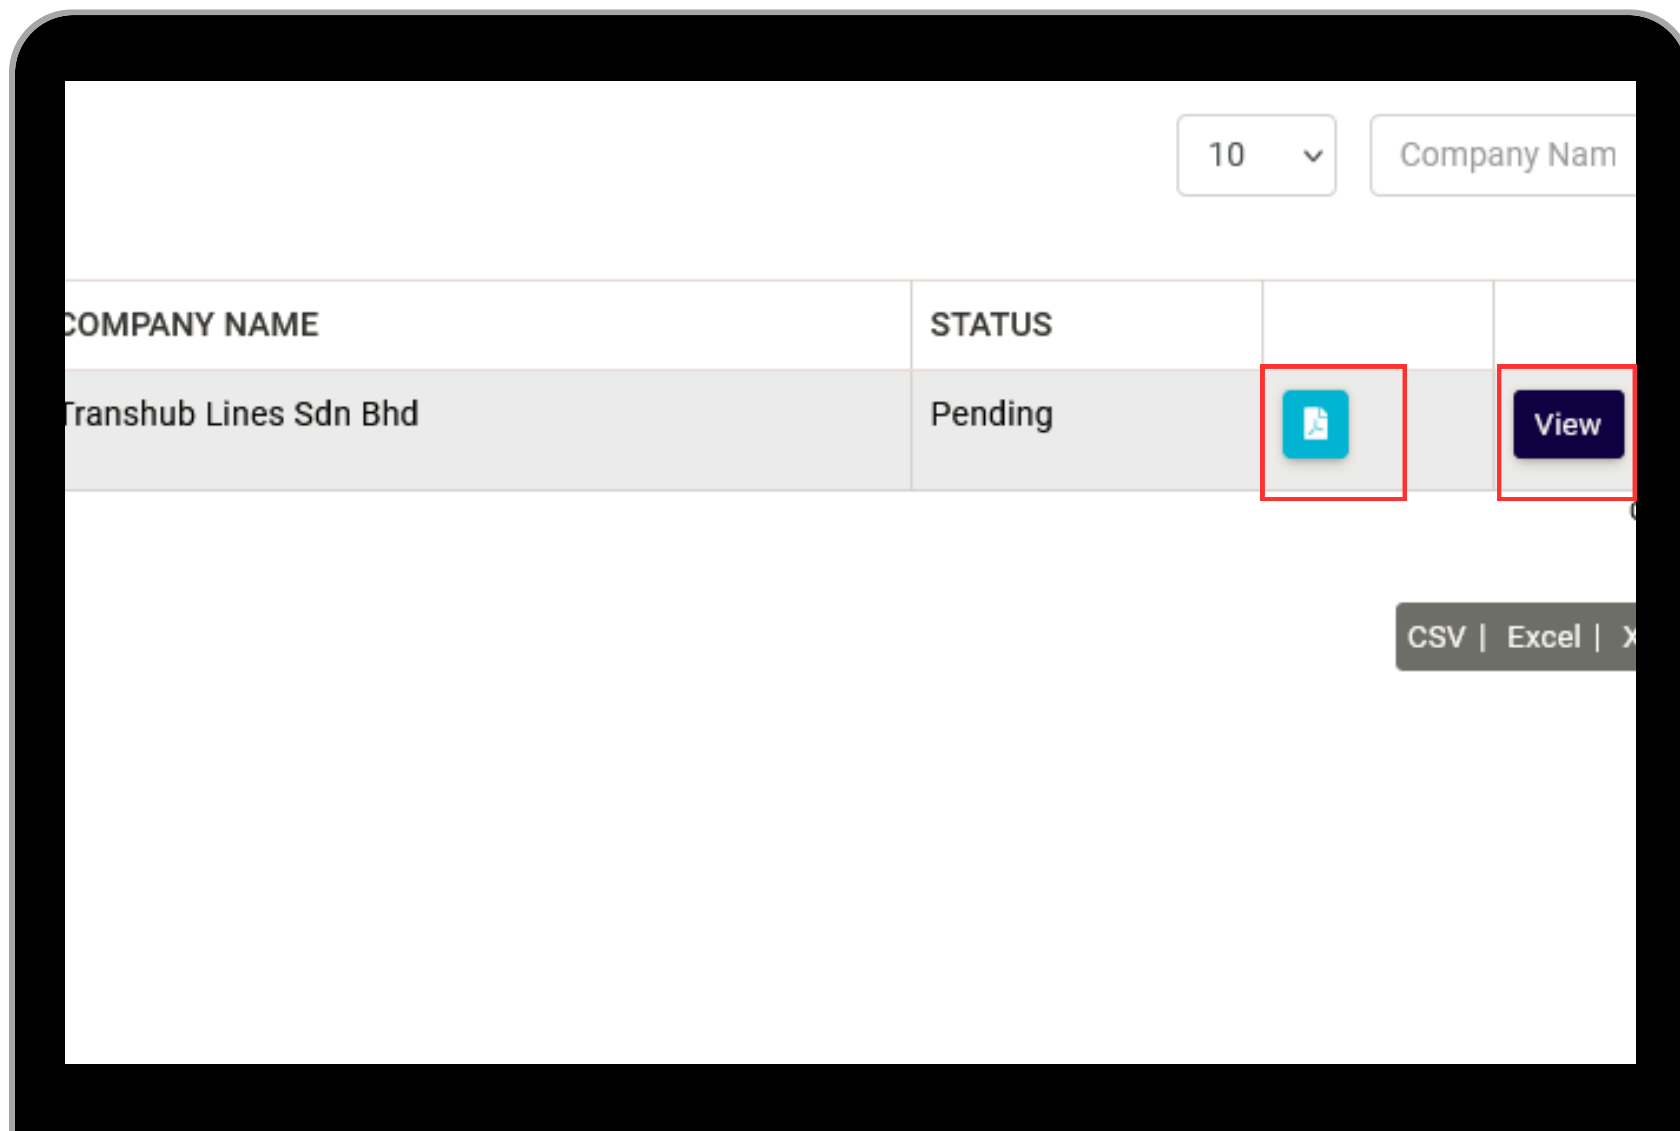 10 Company Nam
COMPANY NAME STATUS
Transhub Lines Sdn Bhd Pending View
CSV | Excel | X